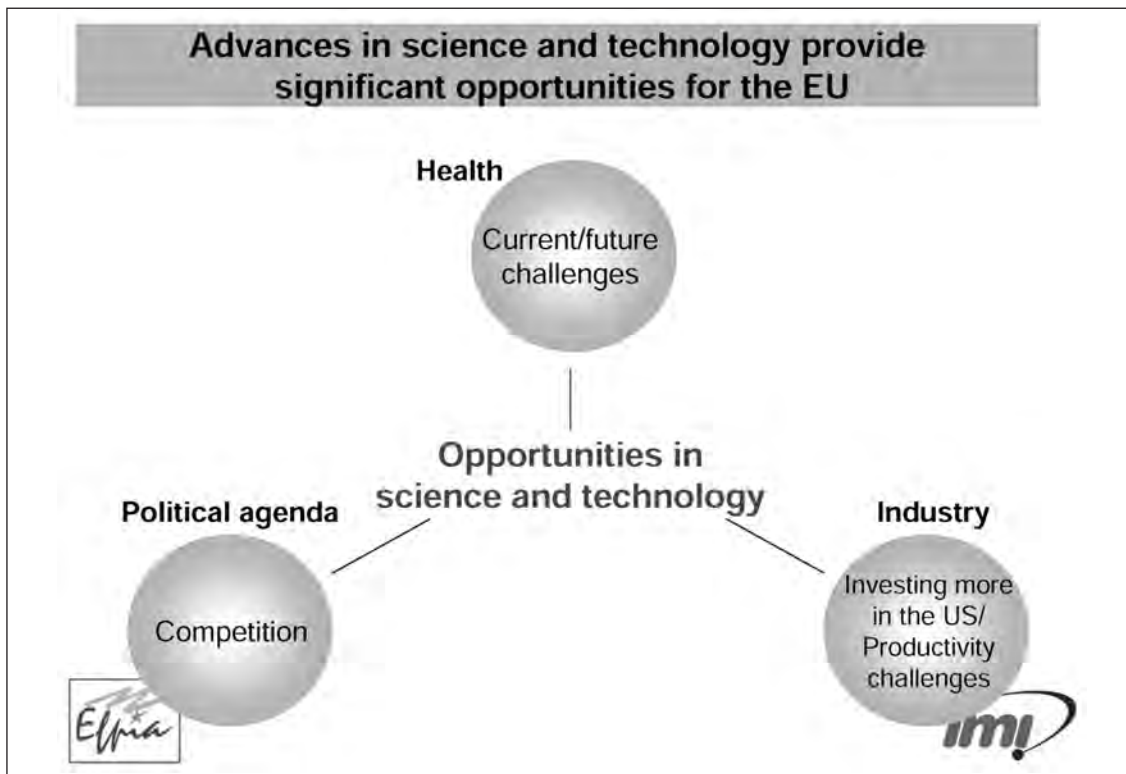 Advances in science and technology provide
significant opportunities for the EU
Health
Current/future
challenges
Opportunities in
science and technology
Political agenda
Competition
Industry
Investing more
in the US/
Productivity
challenges
Efpia
imi